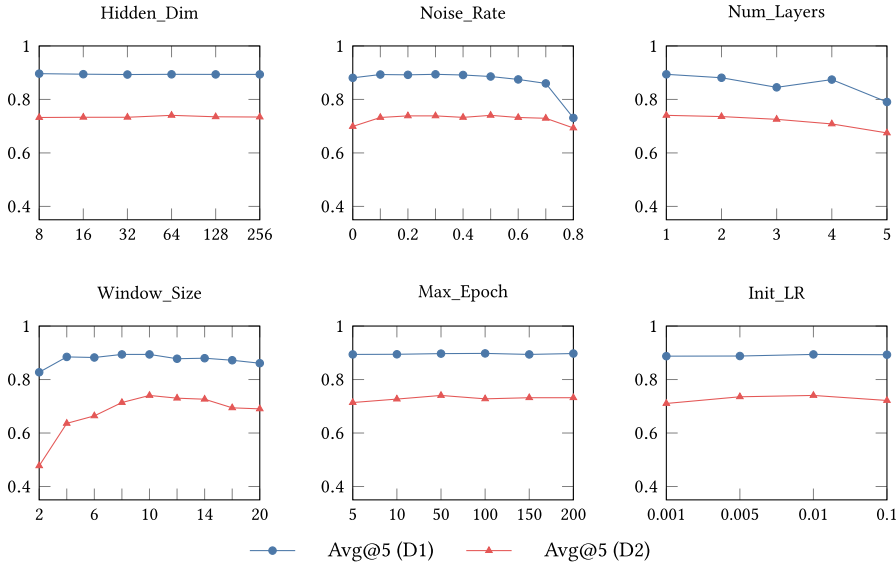 Hidden_Dim
1
0.8
0.6
0.4
8 16 32 64 128 256
Noise_Rate
1
0.8
0.6
0.4
0 0.2 0.4 0.6 0.8
Num_Layers
1
0.8
0.6
0.4
1 2 3 4 5
Window_Size
1
0.8
0.6
0.4
2 6 10 14 20
Max_Epoch
1
0.8
0.6
0.4
5 10 50 100 150 200
Init_LR
1
0.8
0.6
0.4
0.001 0.005 0.01 0.1
Avg@5 (D1) Avg@5 (D2)